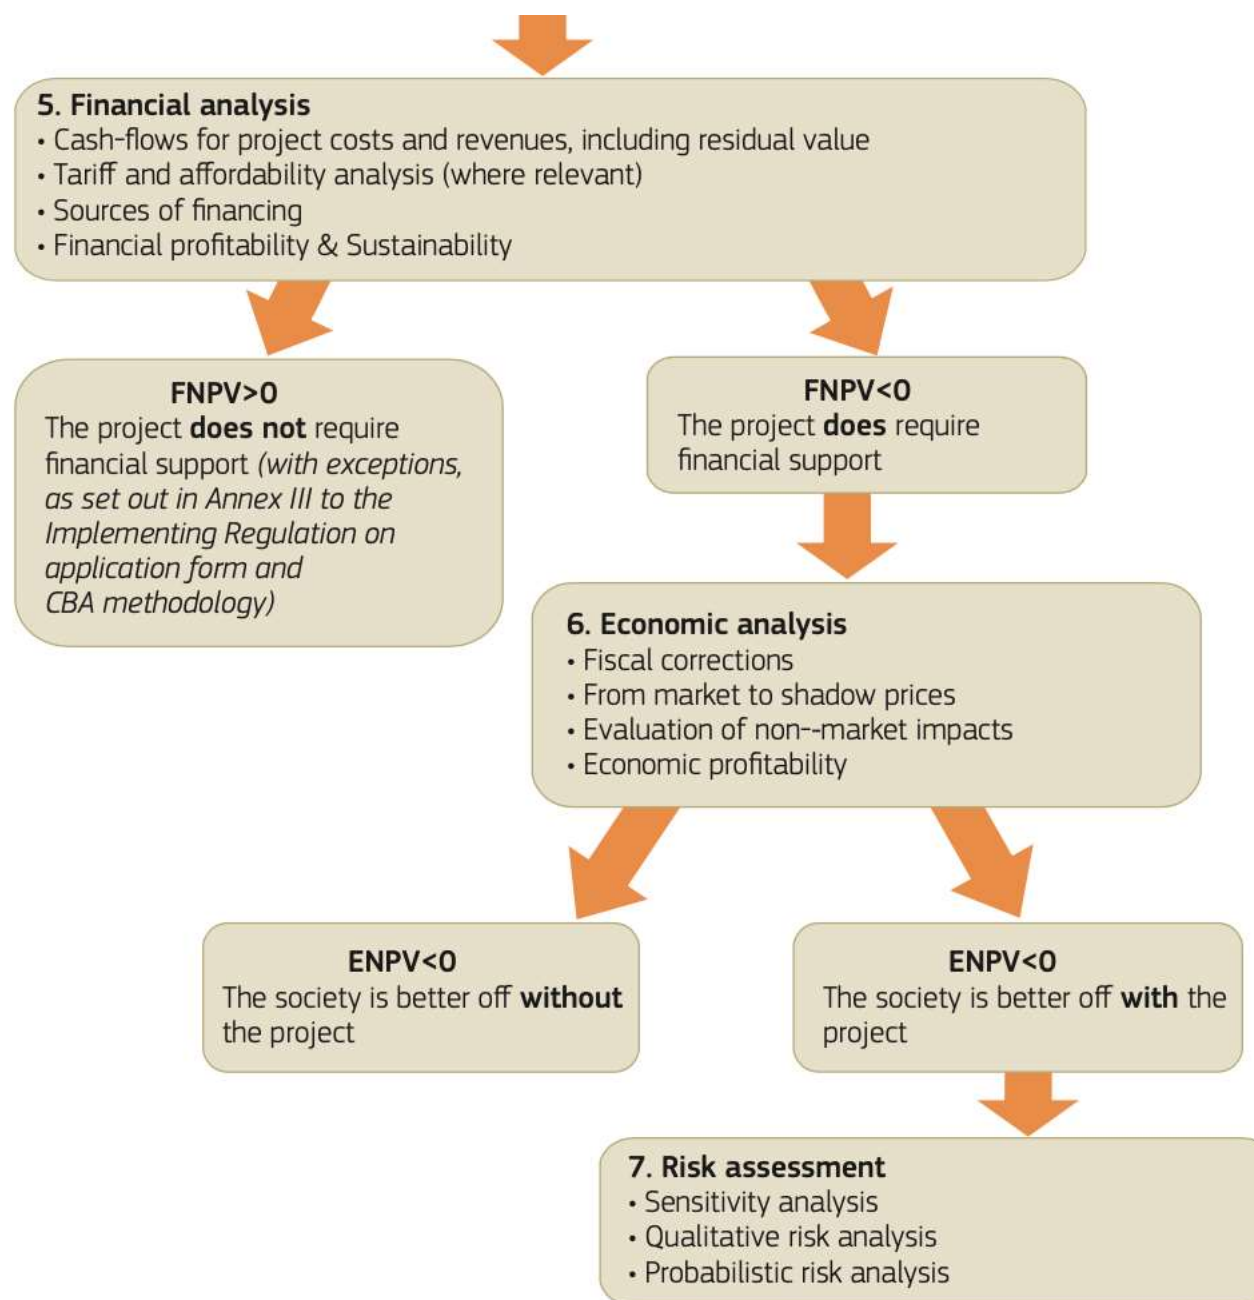 5. Financial analysis
• Cash-flows for project costs and revenues, including residual value
• Tariff and affordability analysis (where relevant)
• Sources of financing
• Financial profitability & Sustainability
FNPV>0
The project does not require
financial support (with exceptions,
as set out in Annex III to the
Implementing Regulation on
application form and
CBA methodology)
FNPV<0
The project does require
financial support
6. Economic analysis
• Fiscal corrections
• From market to shadow prices
• Evaluation of non--market impacts
• Economic profitability
ENPV<0
The society is better off without
the project
ENPV<0
The society is better off with the
project
7. Risk assessment
• Sensitivity analysis
• Qualitative risk analysis
• Probabilistic risk analysis